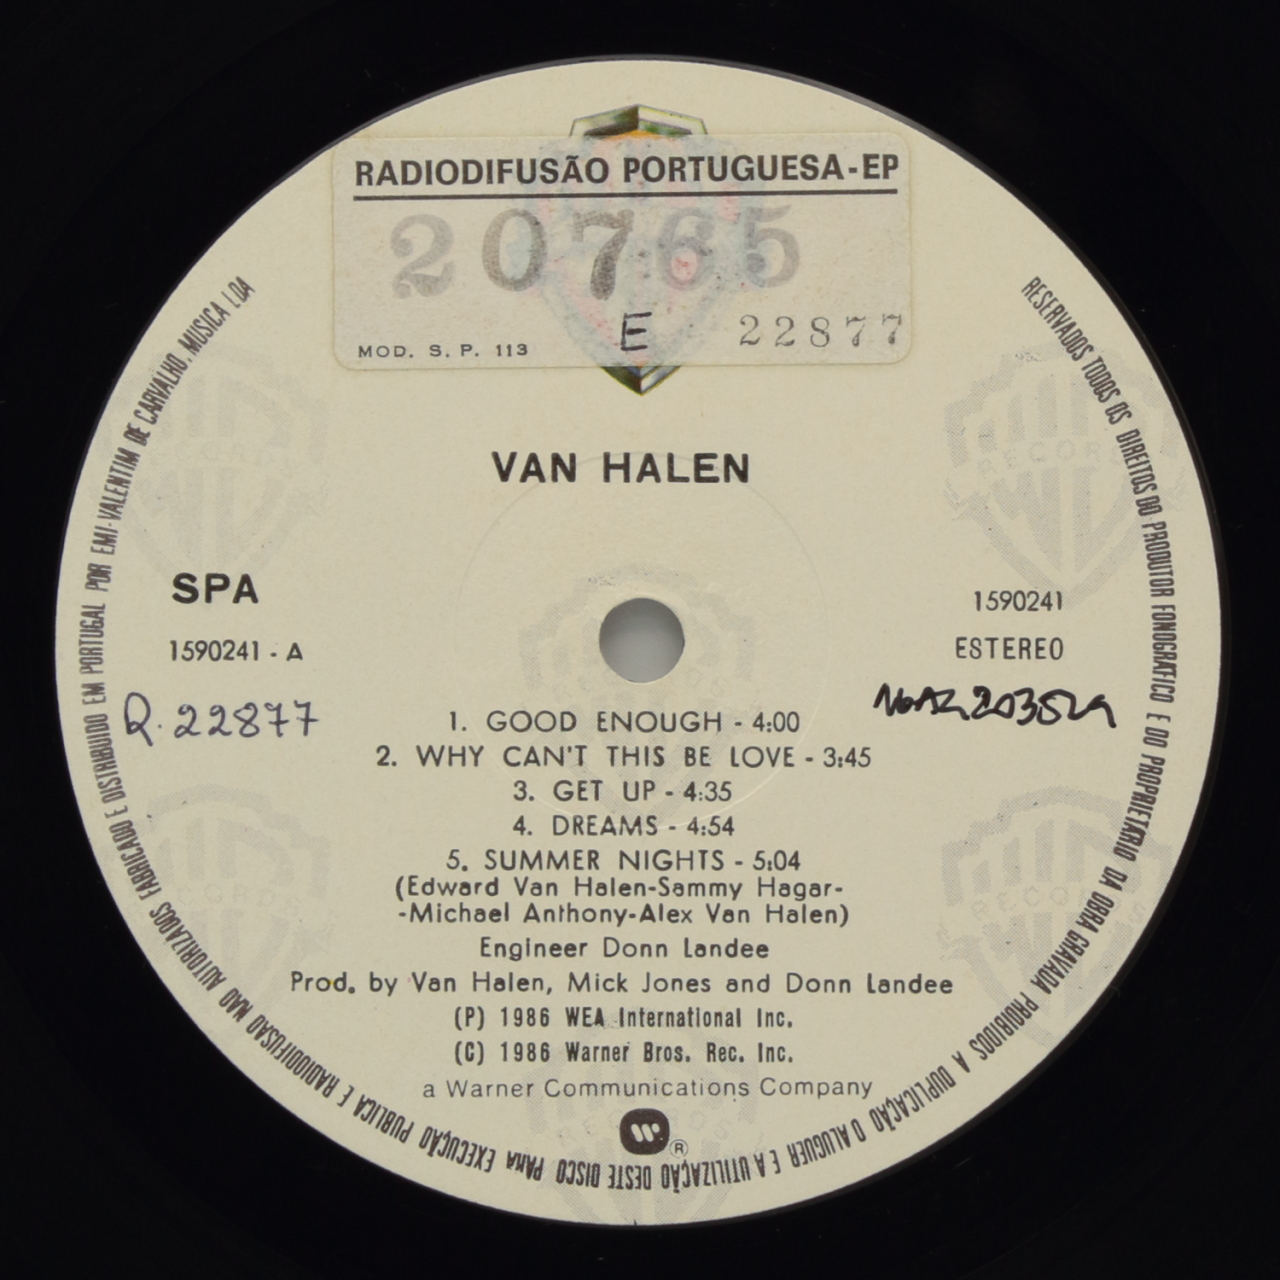 RADIODIFUSÃO PORTUGUESA-EP
20765
E 22877
MOD. S. P. 113
VAN HALEN
SPA
1590241 - A
Q. 22877
1590241
ESTEREO
1. GOOD ENOUGH - 4:00
2. WHY CAN'T THIS BE LOVE - 3:45
3. GET UP - 4:35
4. DREAMS - 4:54
5. SUMMER NIGHTS - 5:04
(Edward Van Halen-Sammy Hagar-
-Michael Anthony-Alex Van Halen)
Engineer Donn Landee
Prod. by Van Halen, Mick Jones and Donn Landee
(P) 1986 WEA International Inc.
(C) 1986 Warner Bros. Rec. Inc.
a Warner Communications Company
®
RESERVADOS TODOS OS DIREITOS DO PRODUTOR FONOGRAFICO E DO PROPRIETARIO DA OBRA GRAVADA PROIBIDOS A DUPLICAÇÃO O ALUGUER E A UTILIZAÇÃO DESTE DISCO PARA EXECUÇÃO PUBLICA E RADIODIFUSAO NAO AUTORIZADOS FABRICADO E DISTRIBUIDO EM PORTUGAL POR EMI-VALENTIM DE CARVALHO, MUSICA LDA